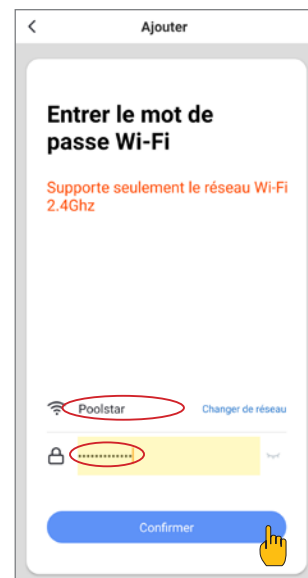 Ajouter
Entrer le mot de
passe Wi-Fi
Supporte seulement le réseau Wi-Fi
2.4Ghz
Poolstar Changer de réseau
•••••••••••••
Confirmer